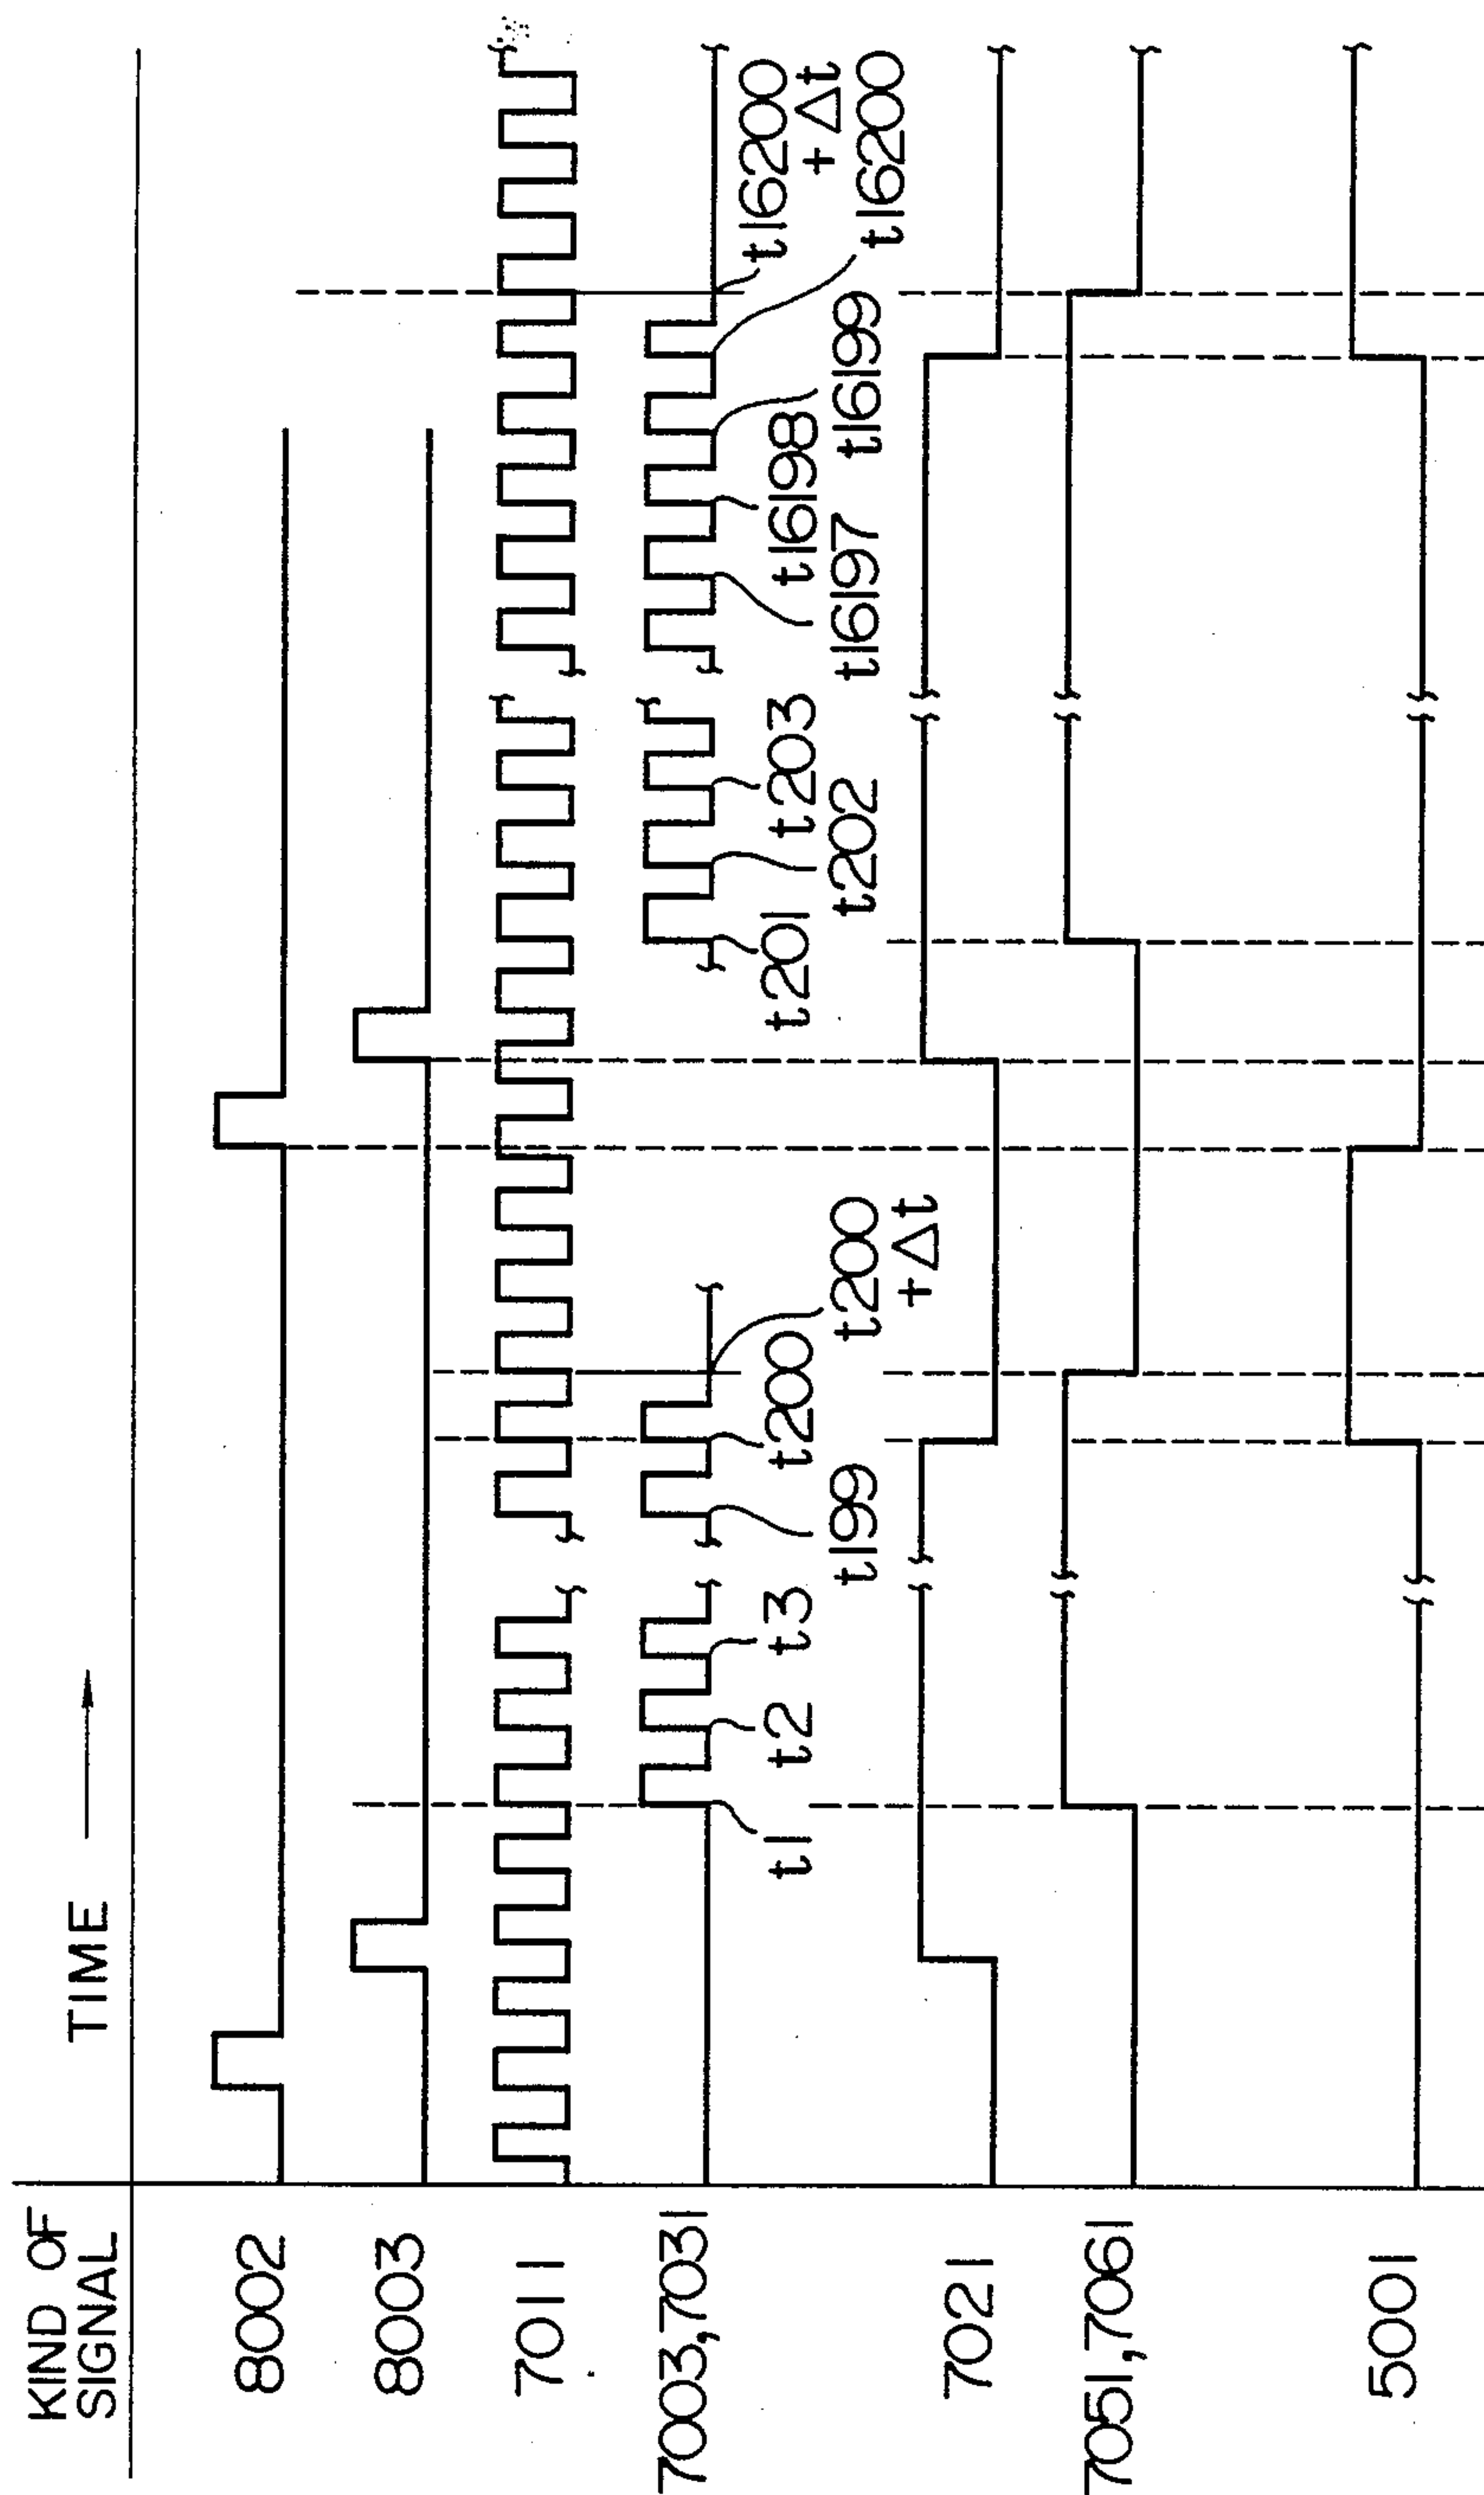 KIND OF
SIGNAL
TIME
8002
8003
7011
7003,7031
t1
t2
t3
t199
t200
t200
+Δt
t201
t202
t203
t16197
t16198
t16199
t16200
t16200
+Δt
7021
7051,7061
5001